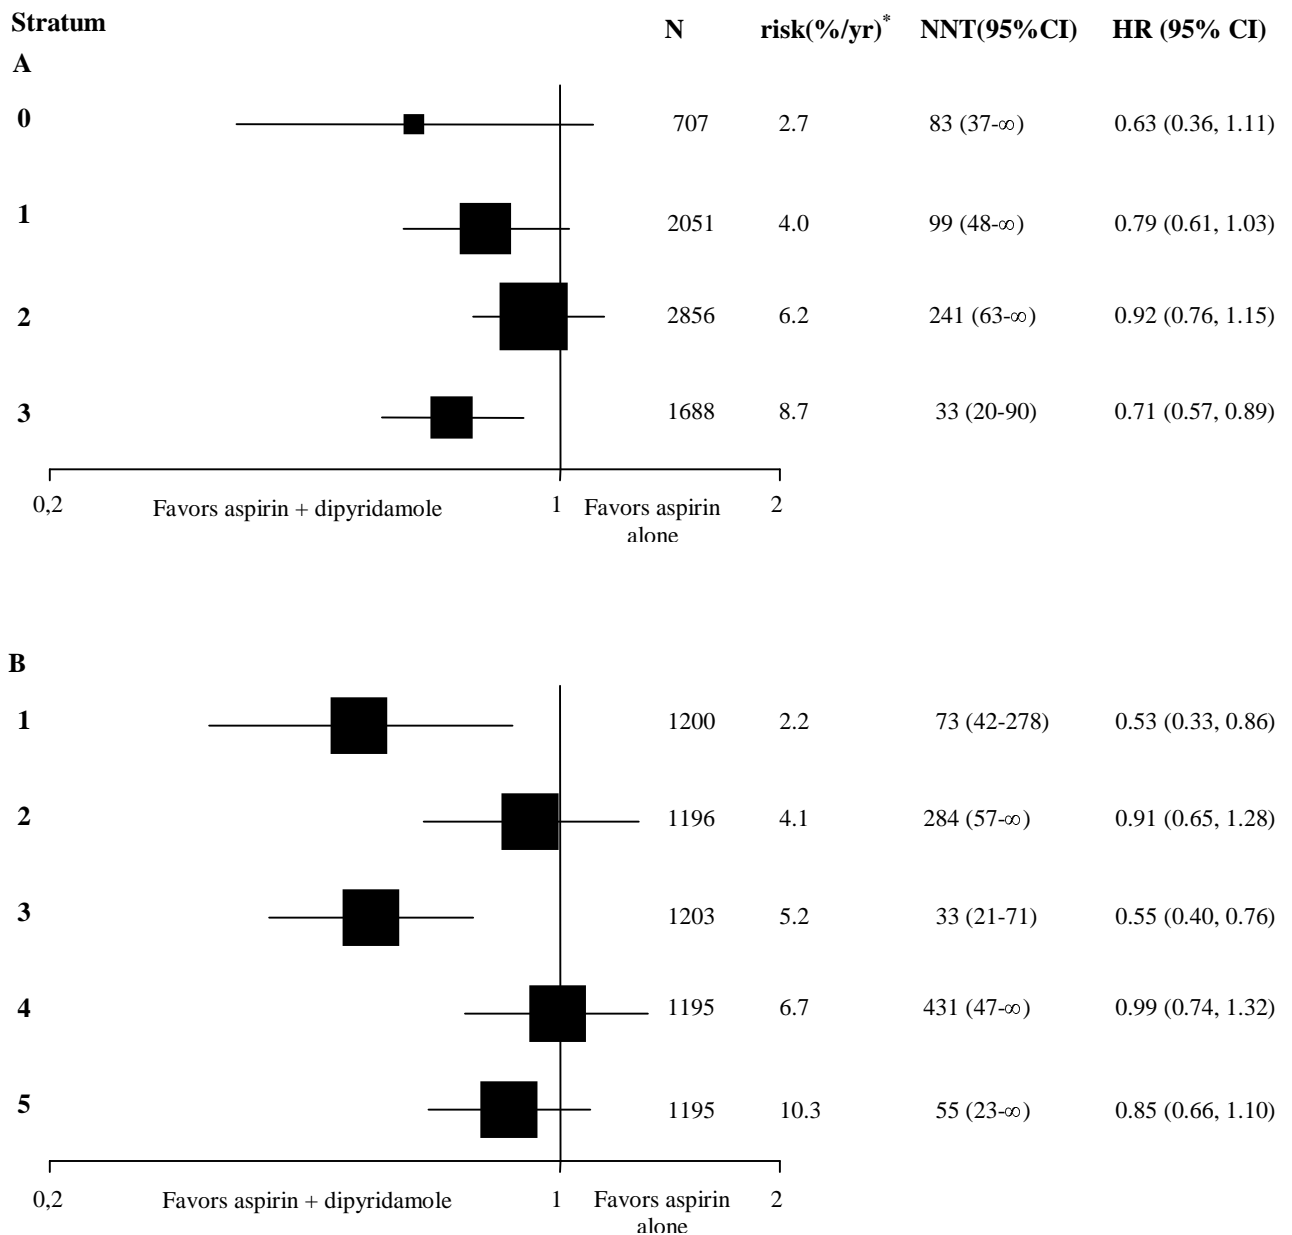 Stratum N risk(%/yr)* NNT(95%CI) HR (95% CI)
A
0 707 2.7 83 (37-∞) 0.63 (0.36, 1.11)
1 2051 4.0 99 (48-∞) 0.79 (0.61, 1.03)
2 2856 6.2 241 (63-∞) 0.92 (0.76, 1.15)
3 1688 8.7 33 (20-90) 0.71 (0.57, 0.89)
0,2 Favors aspirin + dipyridamole 1 Favors aspirin 2
alone
B
1 1200 2.2 73 (42-278) 0.53 (0.33, 0.86)
2 1196 4.1 284 (57-∞) 0.91 (0.65, 1.28)
3 1203 5.2 33 (21-71) 0.55 (0.40, 0.76)
4 1195 6.7 431 (47-∞) 0.99 (0.74, 1.32)
5 1195 10.3 55 (23-∞) 0.85 (0.66, 1.10)
0,2 Favors aspirin + dipyridamole 1 Favors aspirin 2
alone